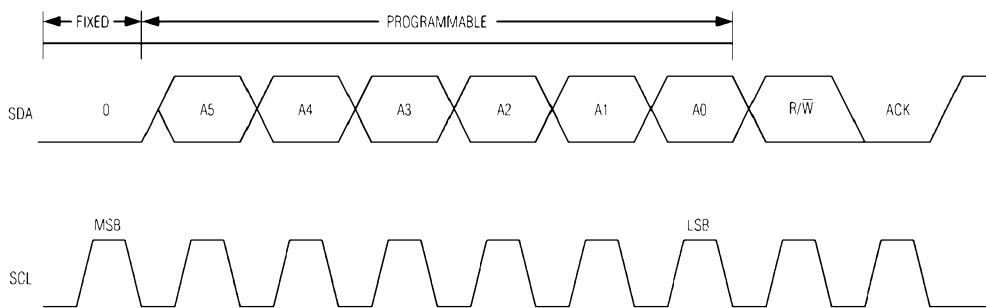 FIXED PROGRAMMABLE
SDA 0 A5 A4 A3 A2 A1 A0 R/W̅ ACK
MSB LSB
SCL